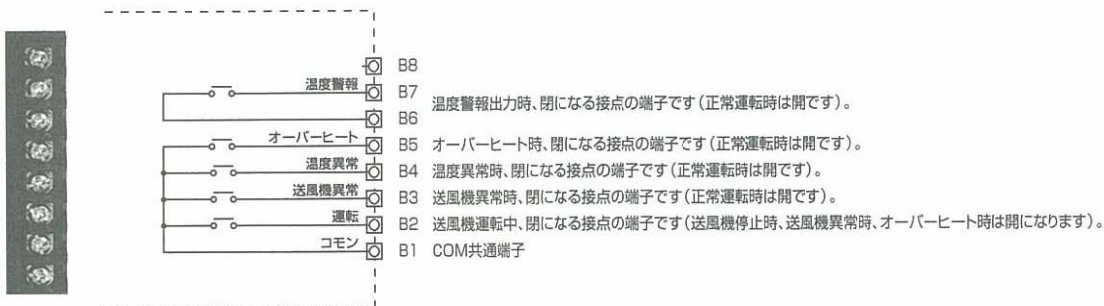 B8
温度警報 B7
温度警報出力時、閉になる接点の端子です(正常運転時は開です)。
B6
オーバーヒート B5 オーバーヒート時、閉になる接点の端子です(正常運転時は開です)。
温度異常 B4 温度異常時、閉になる接点の端子です(正常運転時は開です)。
送風機異常 B3 送風機異常時、閉になる接点の端子です(正常運転時は開です)。
運転 B2 送風機運転中、閉になる接点の端子です(送風機停止時、送風機異常時、オーバーヒート時は開になります)。
コモン B1 COM共通端子